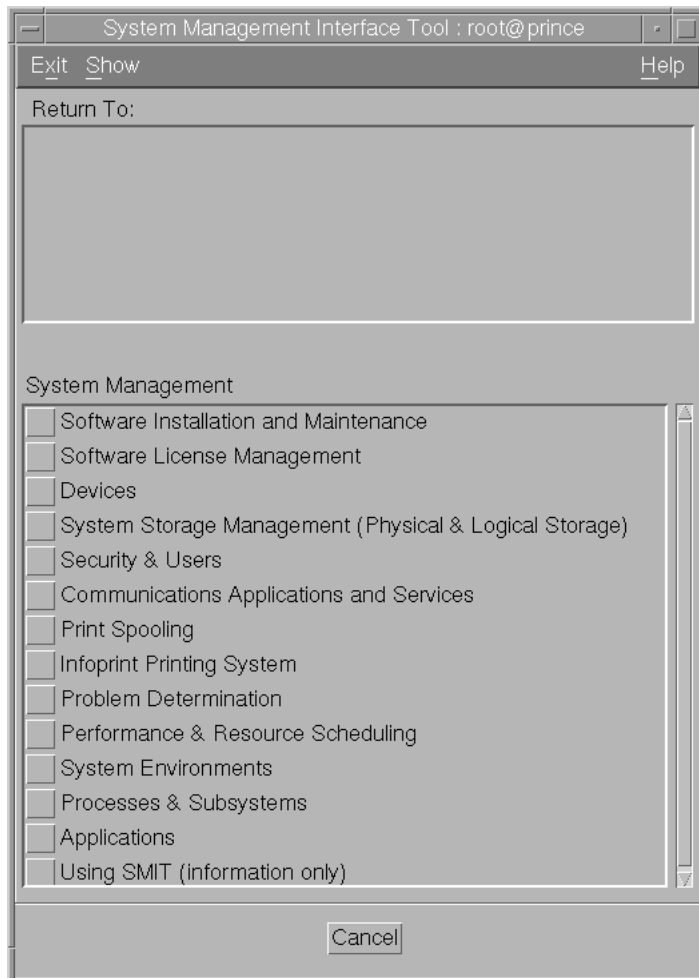 System Management Interface Tool : root@prince
Exit Show Help
Return To:
System Management
Software Installation and Maintenance
Software License Management
Devices
System Storage Management (Physical & Logical Storage)
Security & Users
Communications Applications and Services
Print Spooling
Infoprint Printing System
Problem Determination
Performance & Resource Scheduling
System Environments
Processes & Subsystems
Applications
Using SMIT (information only)
Cancel